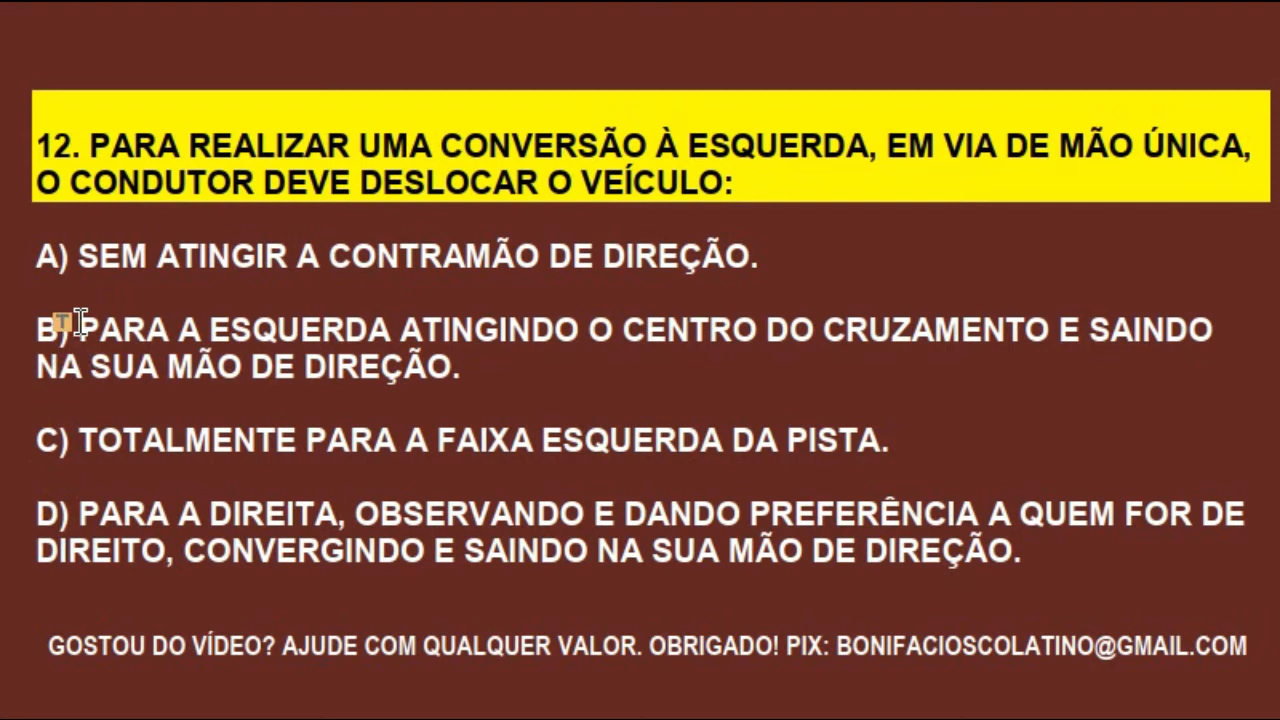 12. PARA REALIZAR UMA CONVERSÃO À ESQUERDA, EM VIA DE MÃO ÚNICA,
O CONDUTOR DEVE DESLOCAR O VEÍCULO:
A) SEM ATINGIR A CONTRAMÃO DE DIREÇÃO.
B) PARA A ESQUERDA ATINGINDO O CENTRO DO CRUZAMENTO E SAINDO
NA SUA MÃO DE DIREÇÃO.
C) TOTALMENTE PARA A FAIXA ESQUERDA DA PISTA.
D) PARA A DIREITA, OBSERVANDO E DANDO PREFERÊNCIA A QUEM FOR DE
DIREITO, CONVERGINDO E SAINDO NA SUA MÃO DE DIREÇÃO.
GOSTOU DO VÍDEO? AJUDE COM QUALQUER VALOR. OBRIGADO! PIX: BONIFACIOSCOLATINO@GMAIL.COM